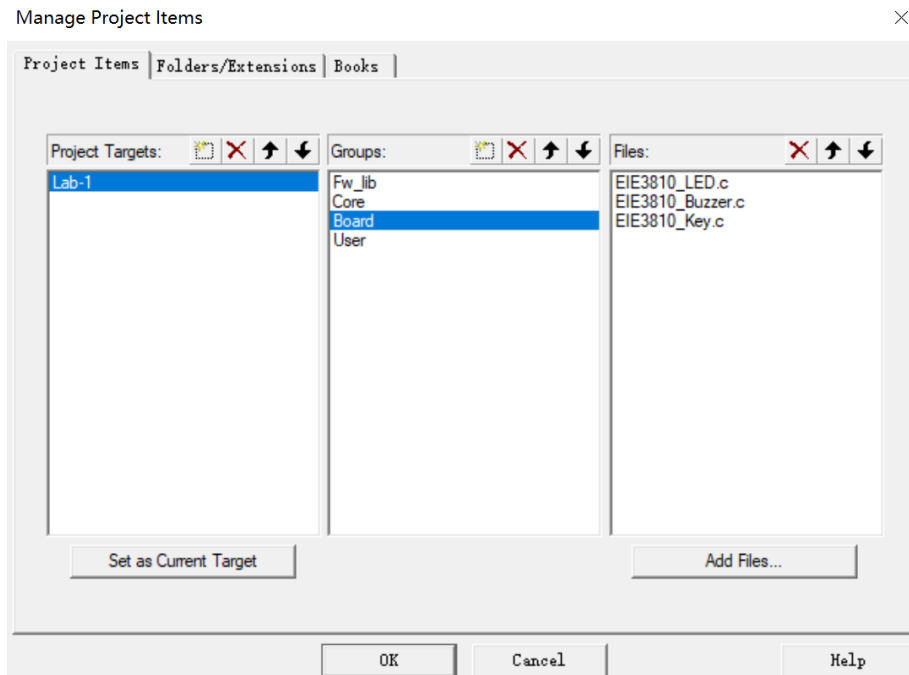 Manage Project Items
Project Items Folders/Extensions Books
Project Targets: Groups: Files:
Lab-1
Fw_lib
Core
Board
User
EIE3810_LED.c
EIE3810_Buzzer.c
EIE3810_Key.c
Set as Current Target Add Files...
OK Cancel Help